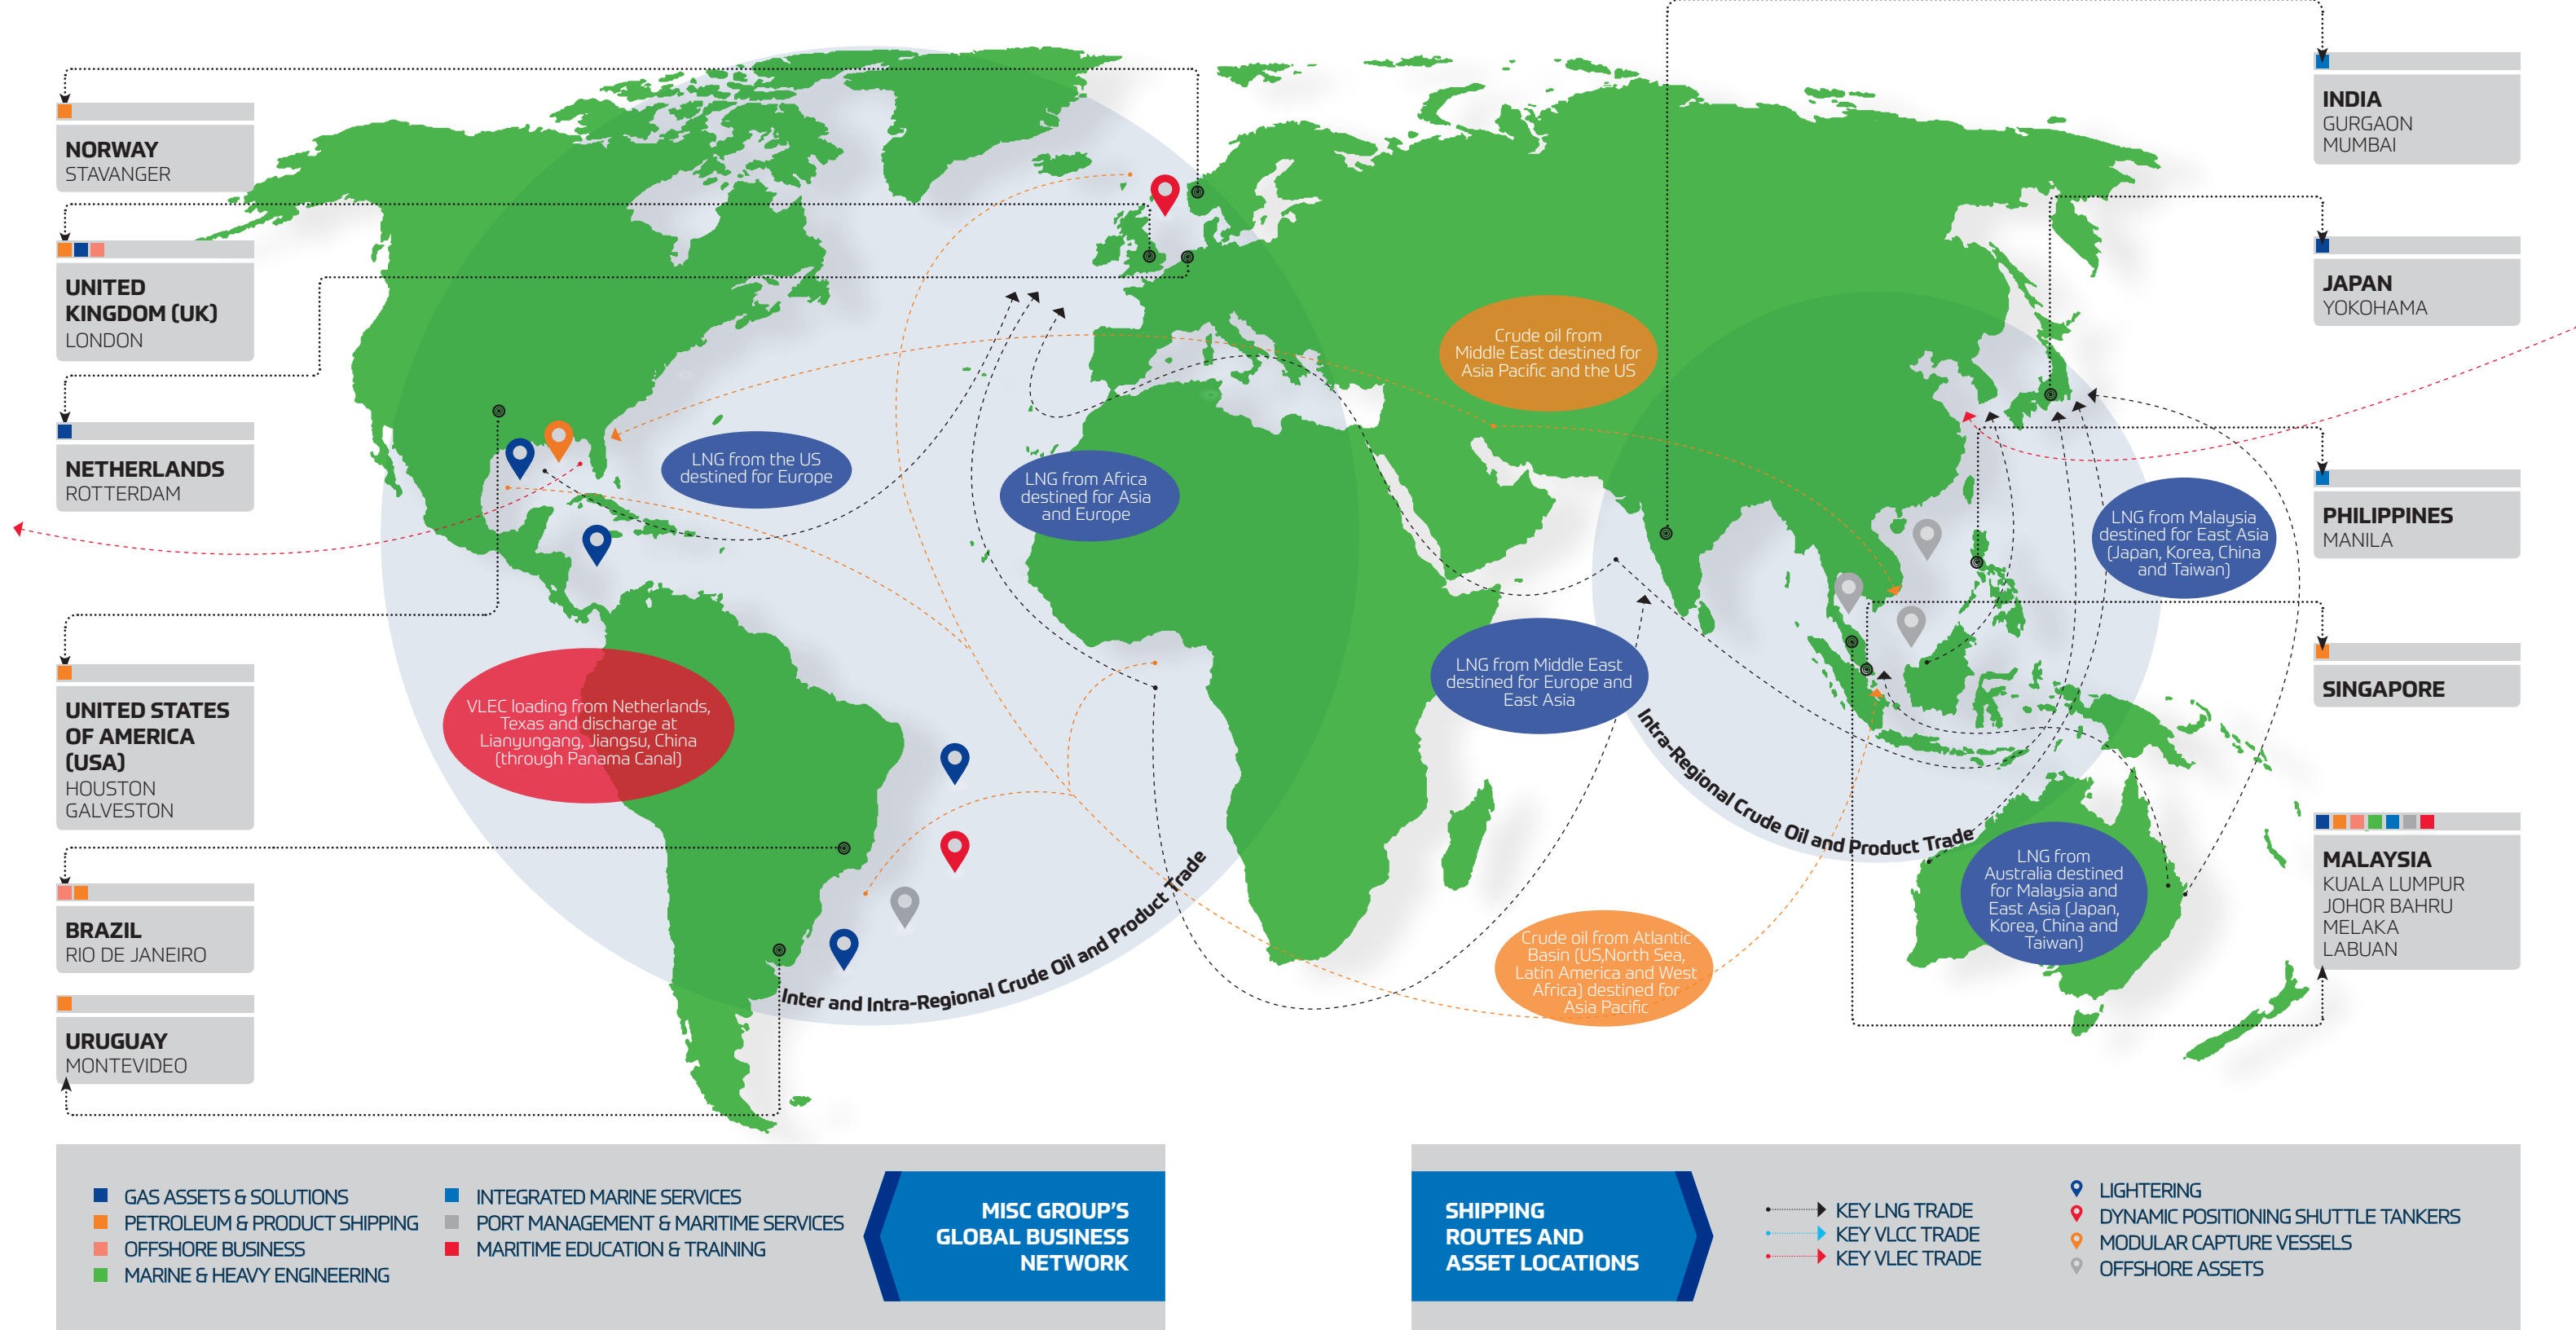 NORWAY
STAVANGER
UNITED
KINGDOM (UK)
LONDON
NETHERLANDS
ROTTERDAM
UNITED STATES
OF AMERICA
(USA)
HOUSTON
GALVESTON
BRAZIL
RIO DE JANEIRO
URUGUAY
MONTEVIDEO
LNG from the US
destined for Europe
LNG from Africa
destined for Asia
and Europe
VLEC loading from Netherlands,
Texas and discharge at
Lianyungang, Jiangsu, China
(through Panama Canal)
Inter and Intra-Regional Crude Oil and Product Trade
Crude oil from
Middle East destined for
Asia Pacific and the US
LNG from Middle East
destined for Europe and
East Asia
Intra-Regional Crude Oil and Product Trade
Crude oil from Atlantic
Basin (US,North Sea,
Latin America and West
Africa) destined for
Asia Pacific
LNG from Malaysia
destined for East Asia
(Japan, Korea, China
and Taiwan)
LNG from
Australia destined
for Malaysia and
East Asia (Japan,
Korea, China and
Taiwan)
INDIA
GURGAON
MUMBAI
JAPAN
YOKOHAMA
PHILIPPINES
MANILA
SINGAPORE
MALAYSIA
KUALA LUMPUR
JOHOR BAHRU
MELAKA
LABUAN
GAS ASSETS & SOLUTIONS
PETROLEUM & PRODUCT SHIPPING
OFFSHORE BUSINESS
MARINE & HEAVY ENGINEERING
INTEGRATED MARINE SERVICES
PORT MANAGEMENT & MARITIME SERVICES
MARITIME EDUCATION & TRAINING
MISC GROUP'S
GLOBAL BUSINESS
NETWORK
SHIPPING
ROUTES AND
ASSET LOCATIONS
KEY LNG TRADE
KEY VLCC TRADE
KEY VLEC TRADE
LIGHTERING
DYNAMIC POSITIONING SHUTTLE TANKERS
MODULAR CAPTURE VESSELS
OFFSHORE ASSETS